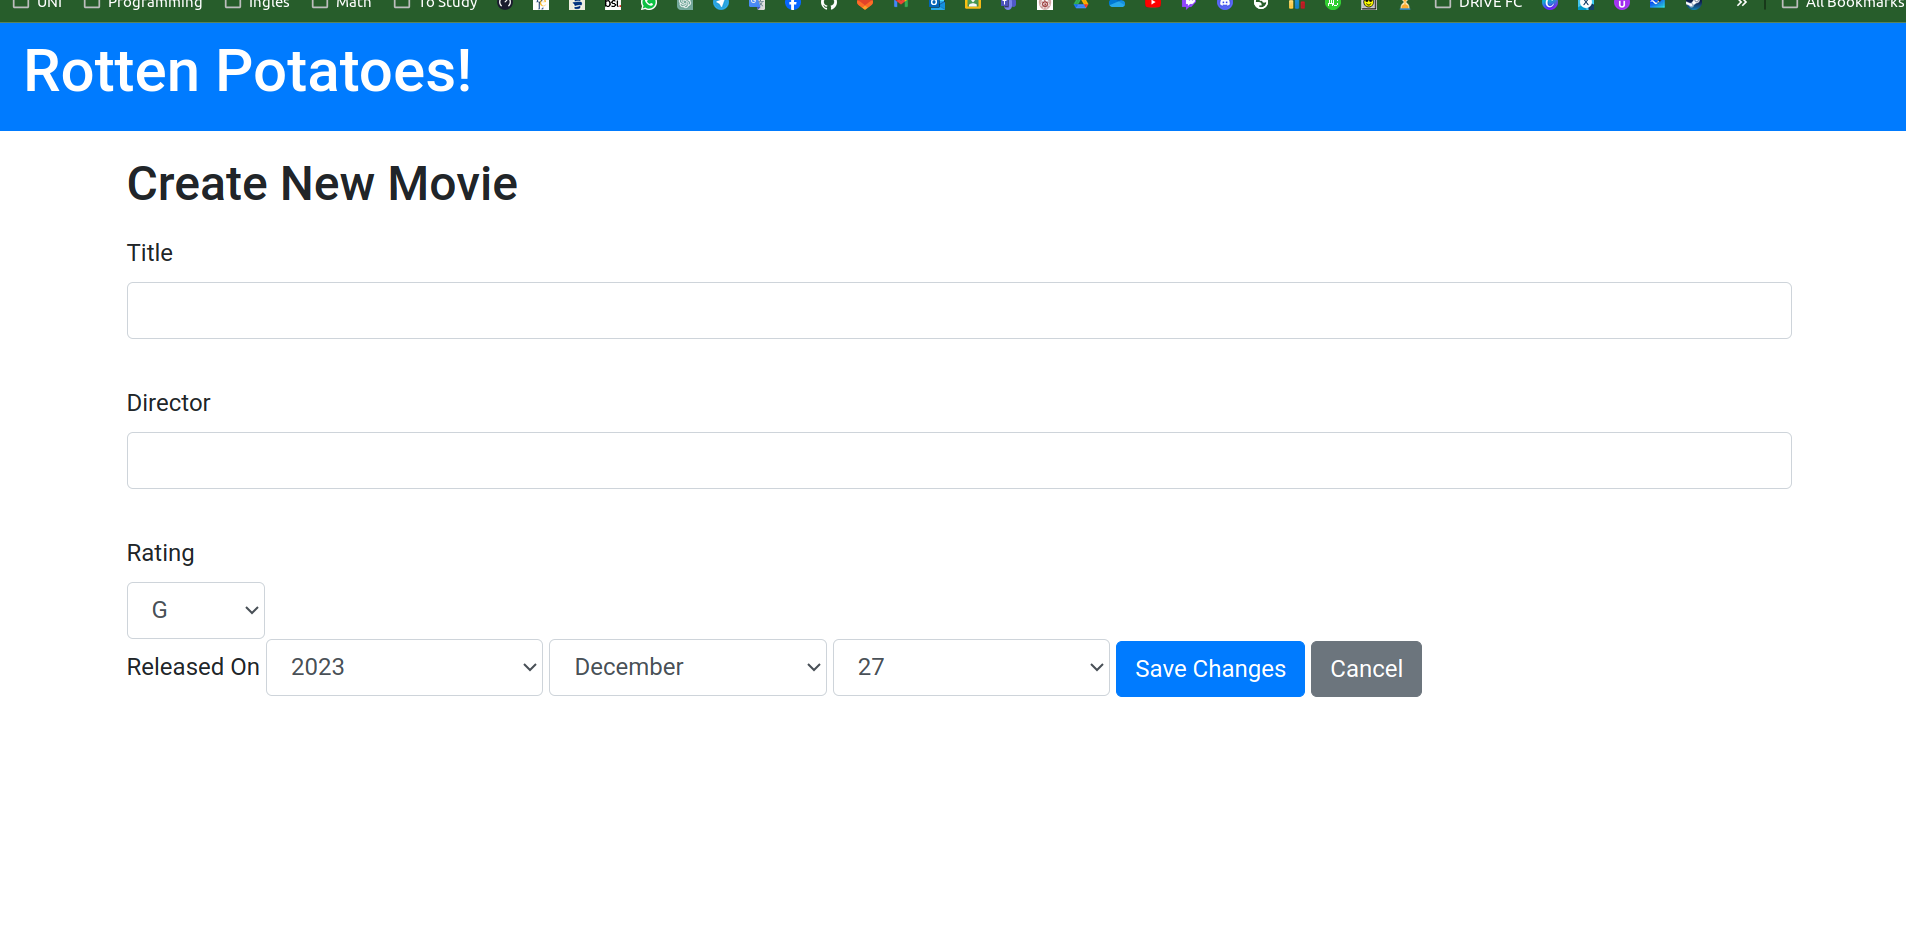 UNI Programming Ingles Math To Study DRIVE FC » All Bookmarks
Rotten Potatoes!
Create New Movie
Title
Director
Rating
G
Released On 2023 December 27 Save Changes Cancel